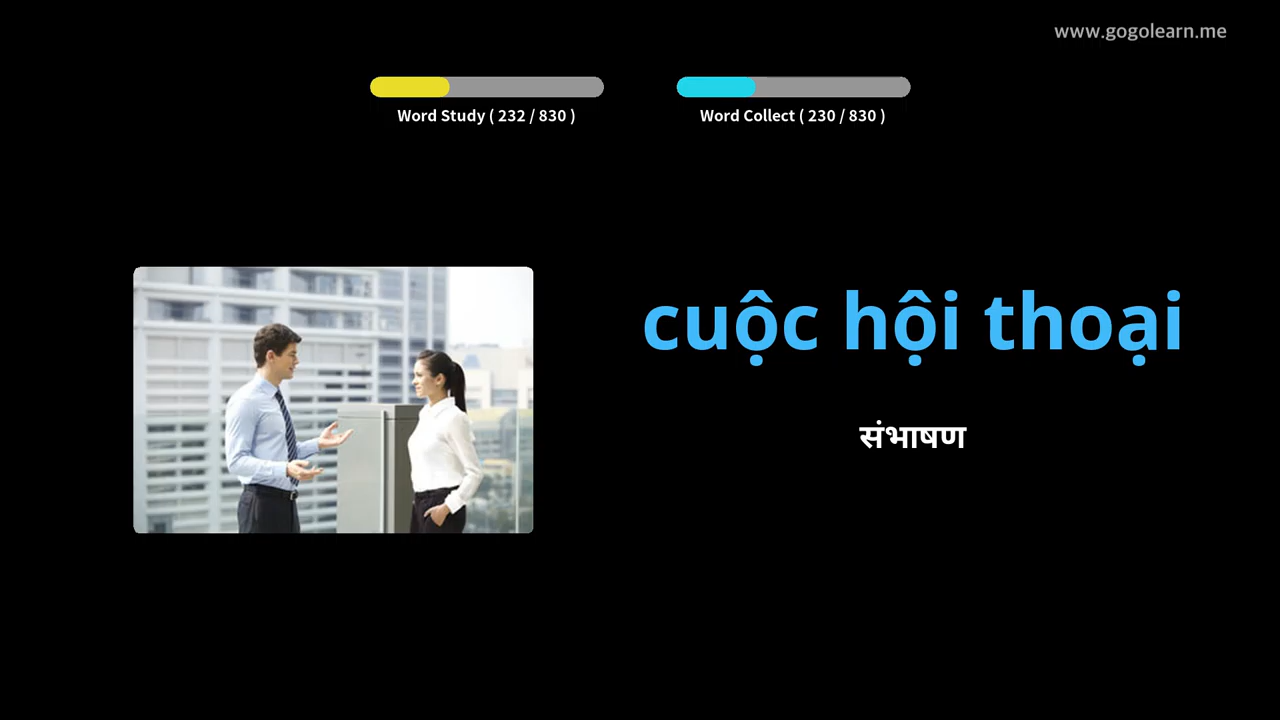 www.gogolearn.me
Word Study ( 232 / 830 )
Word Collect ( 230 / 830 )
cuộc hội thoại
संभाषण